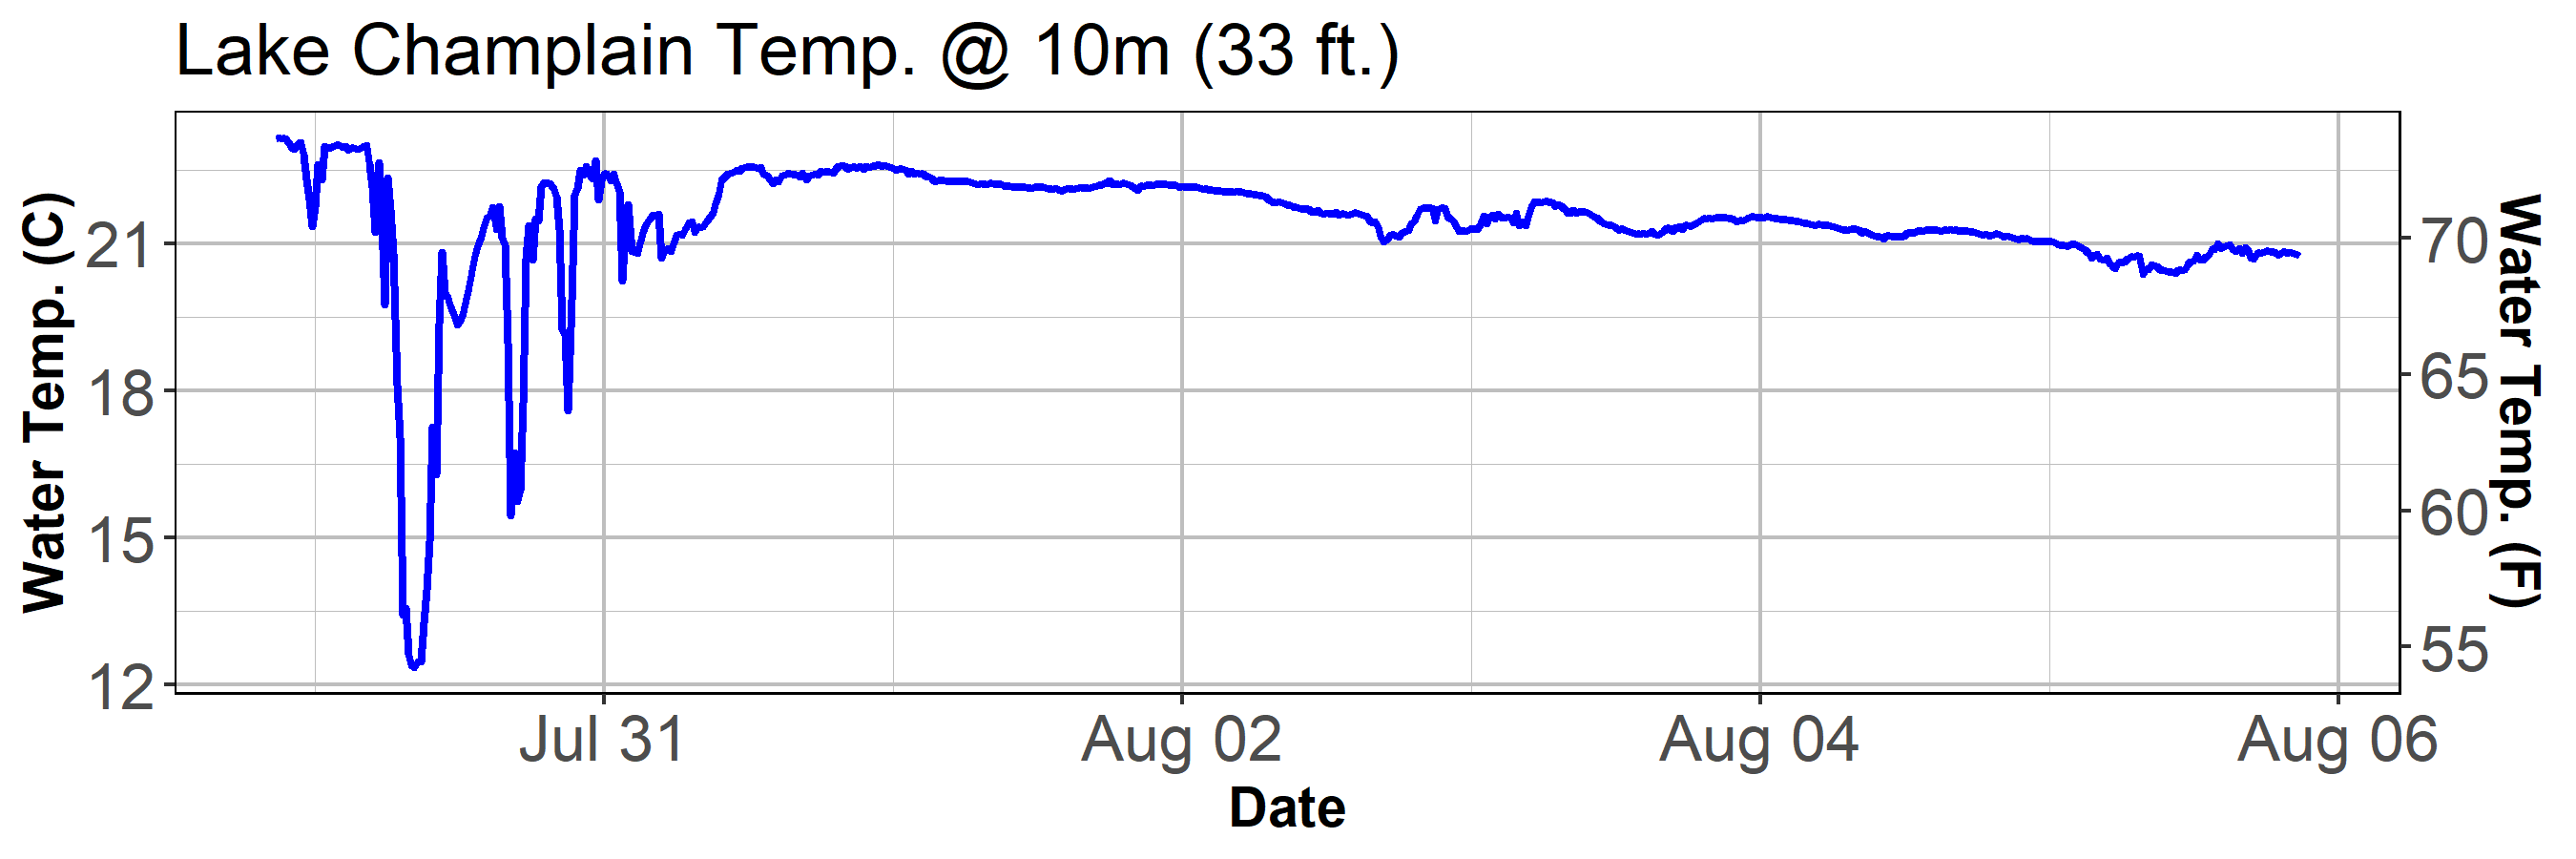 Lake Champlain Temp. @ 10m (33 ft.)
Water Temp. (C)
21
18
15
12
70
65
60
55
Water Temp. (F)
Jul 31
Aug 02
Aug 04
Aug 06
Date